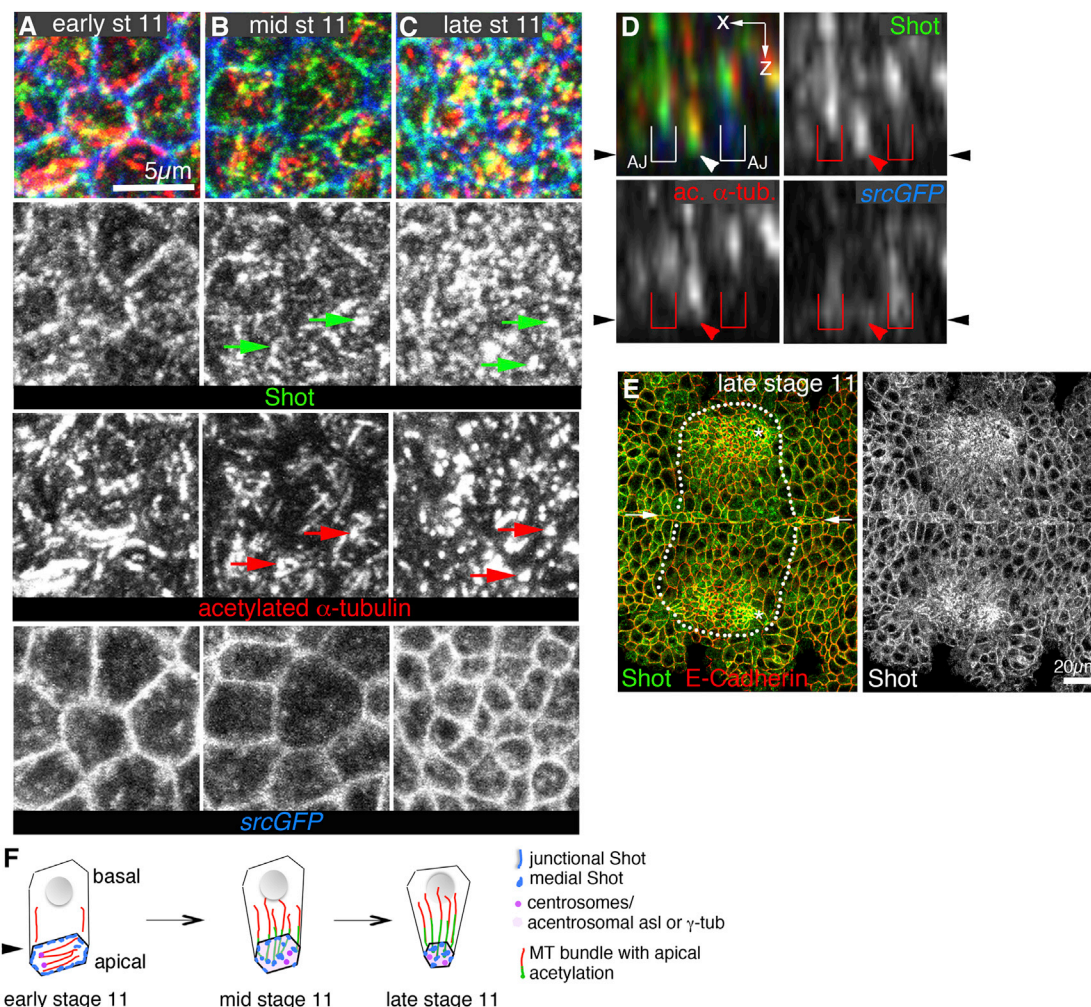 A early st 11
B mid st 11
C late st 11
5µm
Shot
acetylated α-tubulin
srcGFP
D
X
Z
AJ
AJ
Shot
ac. α-tub.
srcGFP
E late stage 11
*
*
Shot E-Cadherin
Shot
20µm
F
basal
apical
early stage 11
mid stage 11
late stage 11
junctional Shot
medial Shot
centrosomes/
acentrosomal asl or γ-tub
MT bundle with apical
acetylation